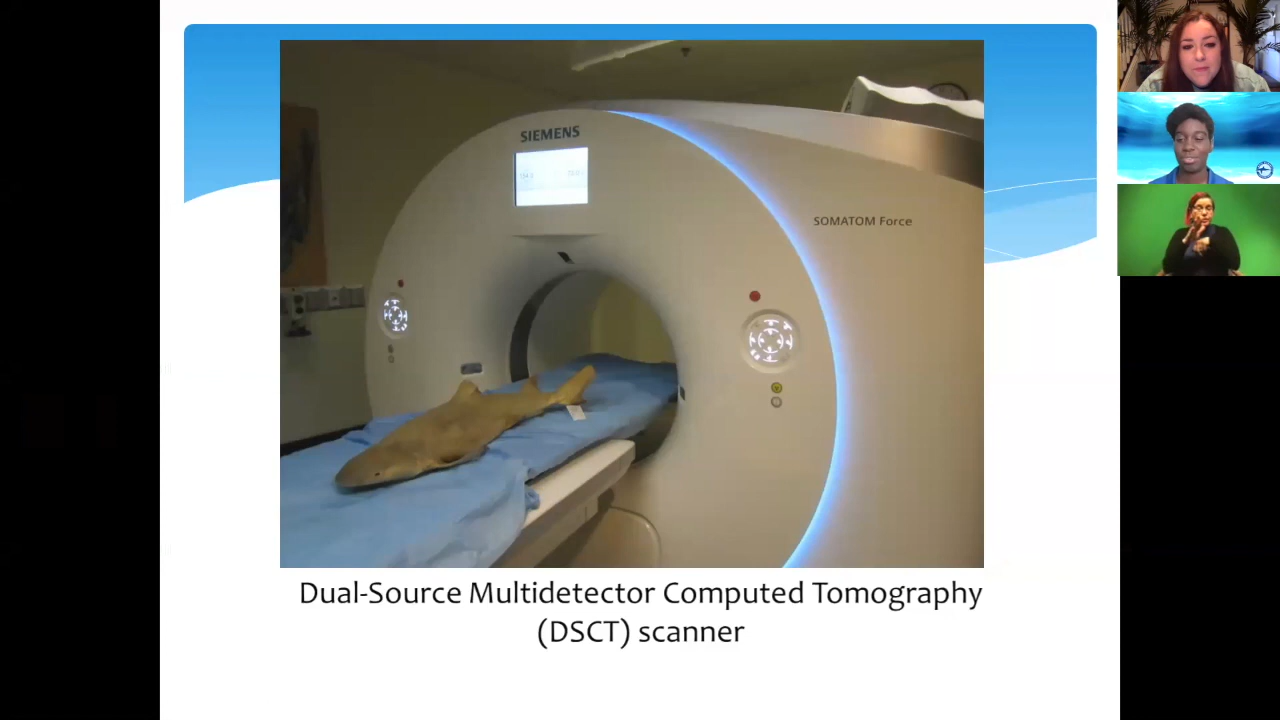 SIEMENS
SOMATOM Force
Dual-Source Multidetector Computed Tomography
(DSCT) scanner